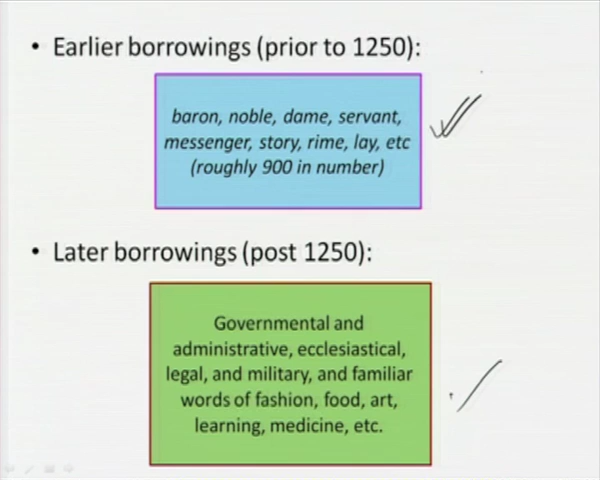 • Earlier borrowings (prior to 1250):
baron, noble, dame, servant,
messenger, story, rime, lay, etc
(roughly 900 in number)
• Later borrowings (post 1250):
Governmental and
administrative, ecclesiastical,
legal, and military, and familiar
words of fashion, food, art,
learning, medicine, etc.